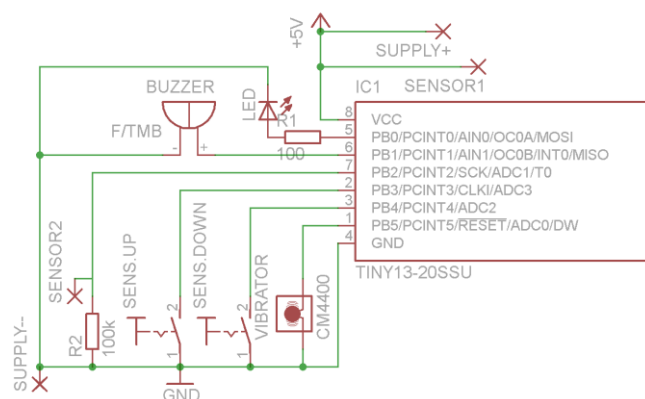 +5V
SUPPLY+
IC1
SENSOR1
BUZZER
LED
F/TMB
-
+
R1
100
8
VCC
5
PB0/PCINT0/AIN0/OC0A/MOSI
6
PB1/PCINT1/AIN1/OC0B/INT0/MISO
7
PB2/PCINT2/SCK/ADC1/T0
2
PB3/PCINT3/CLKI/ADC3
3
PB4/PCINT4/ADC2
1
PB5/PCINT5/RESET/ADC0/DW
4
GND
TINY13-20SSU
SENSOR2
SENS.UP
SENS.DOWN
VIBRATOR
CM4400
2
1
2
1
R2
100k
SUPPLY--
GND